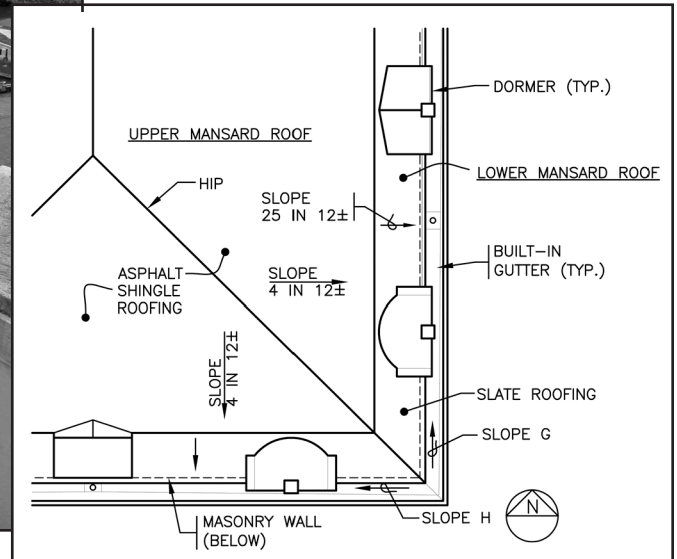 DORMER (TYP.)
UPPER MANSARD ROOF
LOWER MANSARD ROOF
HIP
SLOPE
25 IN 12±
BUILT-IN
GUTTER (TYP.)
ASPHALT
SHINGLE
ROOFING
SLOPE
4 IN 12±
SLOPE
4 IN 12±
SLATE ROOFING
SLOPE G
SLOPE H
N
MASONRY WALL
(BELOW)